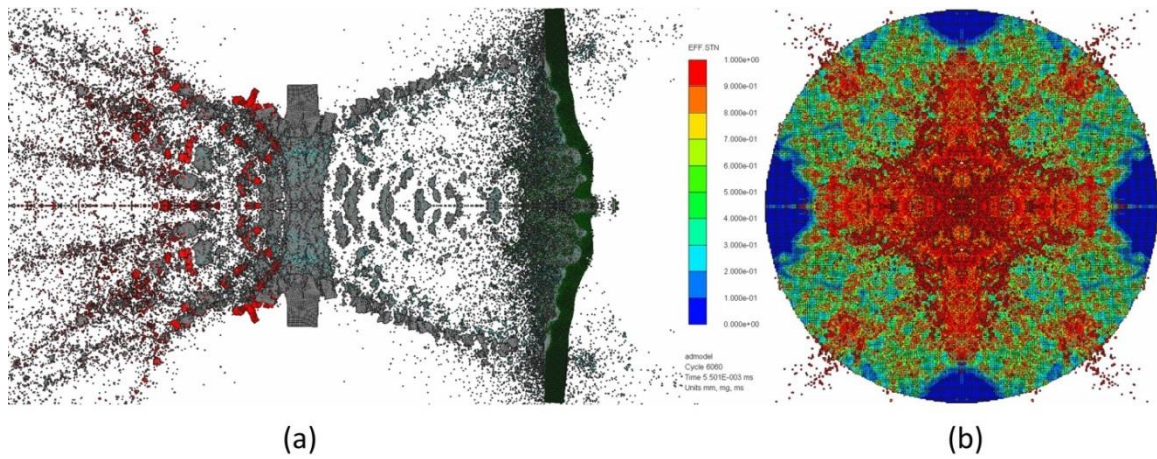 EFF.STN
1.000e+00
9.000e-01
8.000e-01
7.000e-01
6.000e-01
5.000e-01
4.000e-01
3.000e-01
2.000e-01
1.000e-01
0.000e+00
admodel
Cycle 6060
Time 5.501E-003 ms
Units mm, mg, ms
(a)
(b)